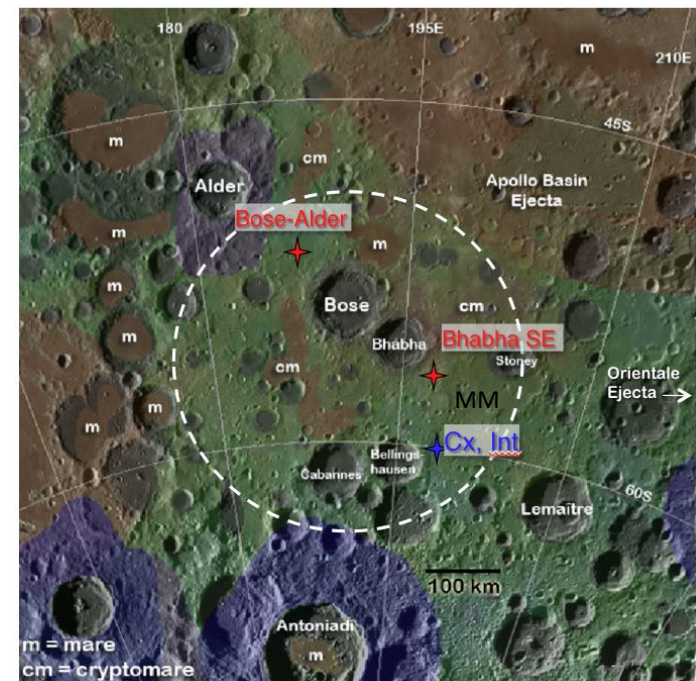 180
195E
210E
m
45S
m
cm
Alder
Apollo Basin
Ejecta
Bose-Alder
m
m
m
Bose
cm
m
Bhabha
Bhabha SE
Stoney
cm
Orientale
Ejecta
m
m
MM
Cx, Int
Bellings
hausen
Cabannes
60S
Lemaître
100 km
Antoniadi
m
m = mare
cm = cryptomare
17